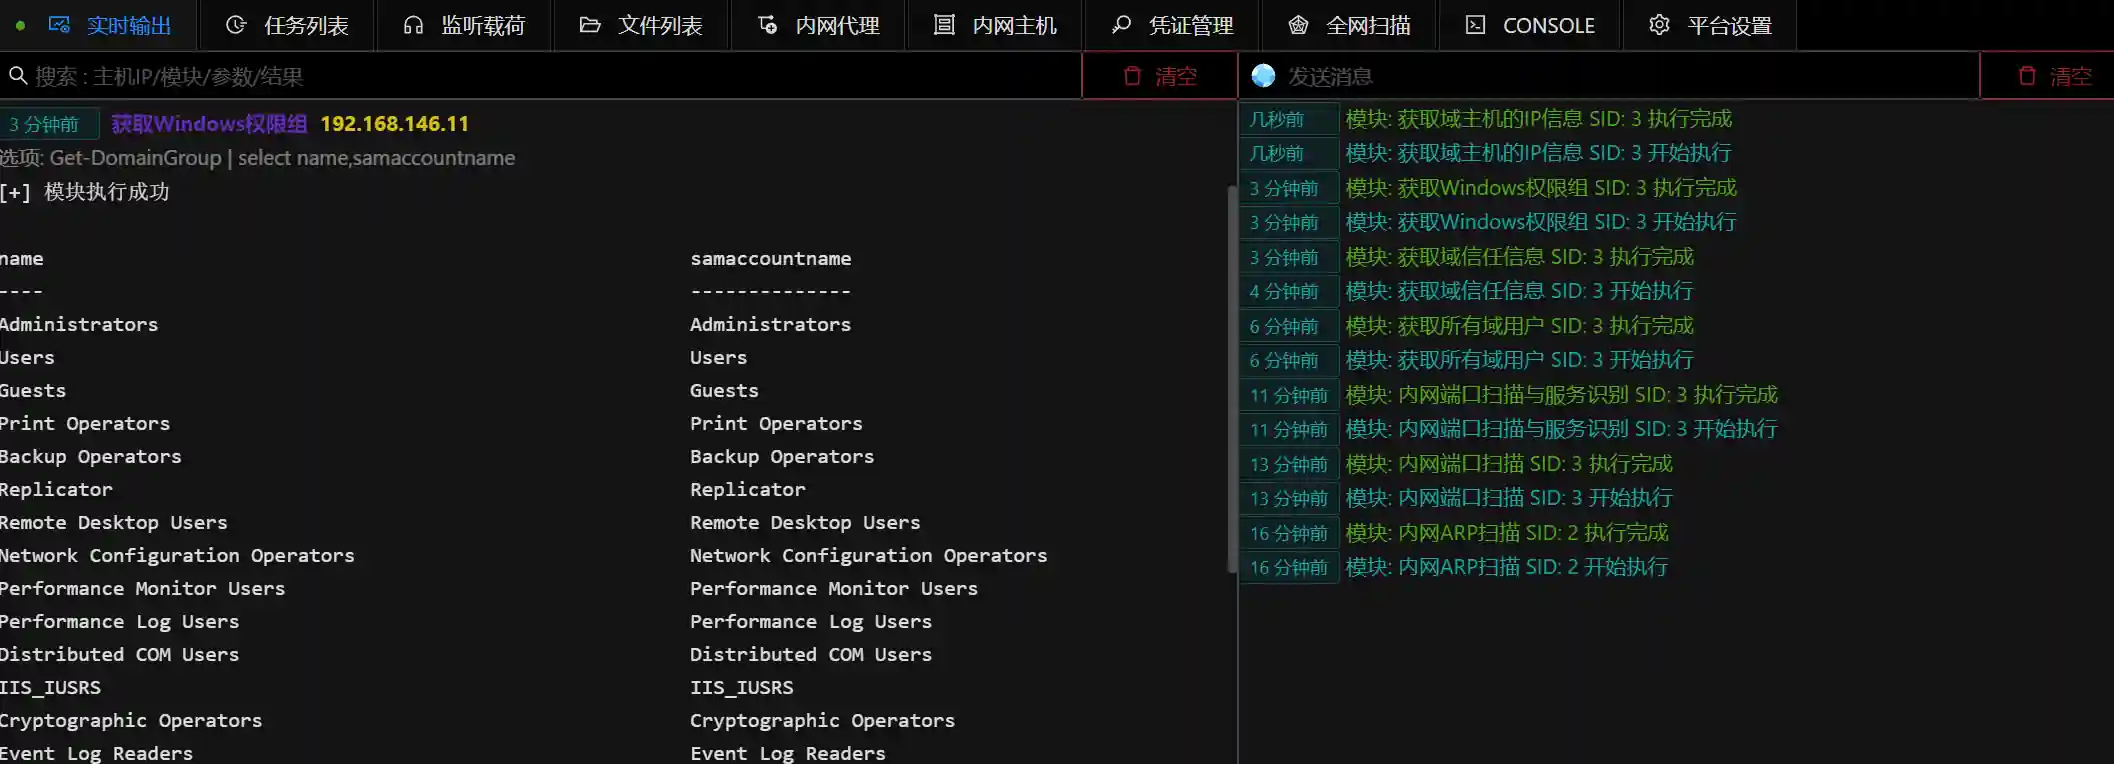 实时输出 任务列表 监听载荷 文件列表 内网代理 内网主机 凭证管理 全网扫描 CONSOLE 平台设置
搜索 : 主机IP/模块/参数/结果 清空
3 分钟前 获取Windows权限组 192.168.146.11
选项: Get-DomainGroup | select name,samaccountname
[+] 模块执行成功
name samaccountname
---- --------------
Administrators Administrators
Users Users
Guests Guests
Print Operators Print Operators
Backup Operators Backup Operators
Replicator Replicator
Remote Desktop Users Remote Desktop Users
Network Configuration Operators Network Configuration Operators
Performance Monitor Users Performance Monitor Users
Performance Log Users Performance Log Users
Distributed COM Users Distributed COM Users
IIS_IUSRS IIS_IUSRS
Cryptographic Operators Cryptographic Operators
Event Log Readers Event Log Readers
发送消息 清空
几秒前 模块: 获取域主机的IP信息 SID: 3 执行完成
几秒前 模块: 获取域主机的IP信息 SID: 3 开始执行
3 分钟前 模块: 获取Windows权限组 SID: 3 执行完成
3 分钟前 模块: 获取Windows权限组 SID: 3 开始执行
3 分钟前 模块: 获取域信任信息 SID: 3 执行完成
4 分钟前 模块: 获取域信任信息 SID: 3 开始执行
6 分钟前 模块: 获取所有域用户 SID: 3 执行完成
6 分钟前 模块: 获取所有域用户 SID: 3 开始执行
11 分钟前 模块: 内网端口扫描与服务识别 SID: 3 执行完成
11 分钟前 模块: 内网端口扫描与服务识别 SID: 3 开始执行
13 分钟前 模块: 内网端口扫描 SID: 3 执行完成
13 分钟前 模块: 内网端口扫描 SID: 3 开始执行
16 分钟前 模块: 内网ARP扫描 SID: 2 执行完成
16 分钟前 模块: 内网ARP扫描 SID: 2 开始执行